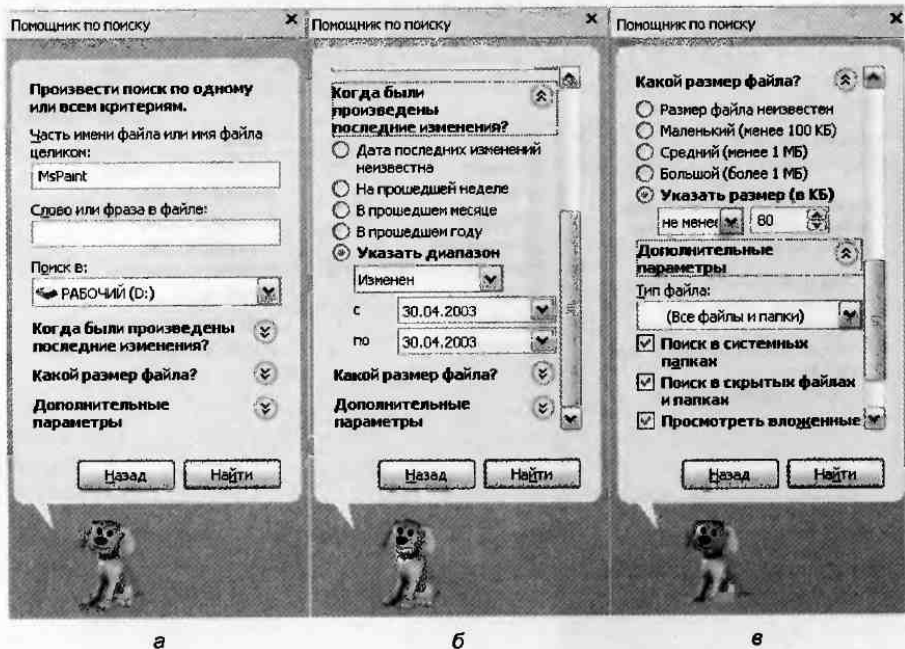 Помощник по поиску
Произвести поиск по одному
или всем критериям.
Часть имени файла или имя файла
целиком:
MsPaint
Слово или фраза в файле:
Поиск в:
РАБОЧИЙ (D:)
Когда были произведены
последние изменения?
Какой размер файла?
Дополнительные
параметры
Назад
Найти
Помощник по поиску
Когда были
произведены
последние изменения?
Дата последних изменений
неизвестна
На прошедшей неделе
В прошедшем месяце
В прошедшем году
Указать диапазон
Изменен
с 30.04.2003
по 30.04.2003
Какой размер файла?
Дополнительные
параметры
Назад
Найти
Помощник по поиску
Какой размер файла?
Размер файла неизвестен
Маленький (менее 100 КБ)
Средний (менее 1 МБ)
Большой (более 1 МБ)
Указать размер (в КБ)
не менее 80
Дополнительные
параметры
Тип файла:
(Все файлы и папки)
Поиск в системных
папках
Поиск в скрытых файлах
и папках
Просмотреть вложенные
Назад
Найти
а б в